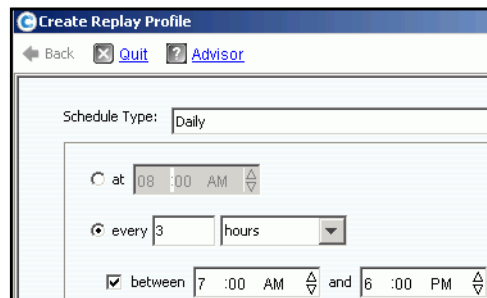 Create Replay Profile
Back Quit ? Advisor
Schedule Type: Daily
at 08 :00 AM
every 3 hours
between 7 :00 AM and 6 :00 PM